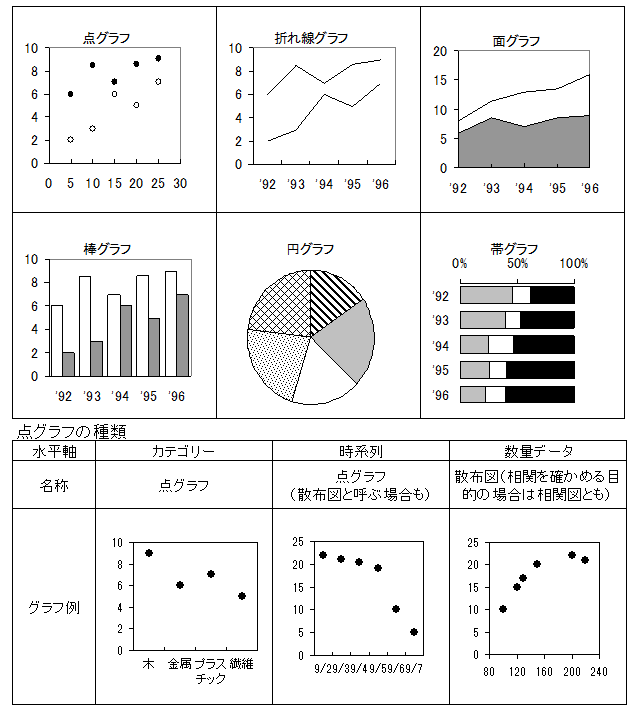 点グラフ
10
8
6
4
2
0
0 5 10 15 20 25 30
折れ線グラフ
10
8
6
4
2
0
'92 '93 '94 '95 '96
面グラフ
20
15
10
5
0
'92 '93 '94 '95 '96
棒グラフ
10
8
6
4
2
0
'92 '93 '94 '95 '96
円グラフ
帯グラフ
0% 50% 100%
'92
'93
'94
'95
'96
点グラフの種類
水平軸 カテゴリー 時系列 数量データ
名称
点グラフ
点グラフ
（散布図と呼ぶ場合も）
散布図（相関を確かめる目
的の場合は相関図とも）
グラフ例
10
8
6
4
2
0
木 金属 プラス 繊維
チック
25
20
15
10
5
0
9/2 9/3 9/4 9/5 9/6 9/7
25
20
15
10
5
0
80 120 160 200 240